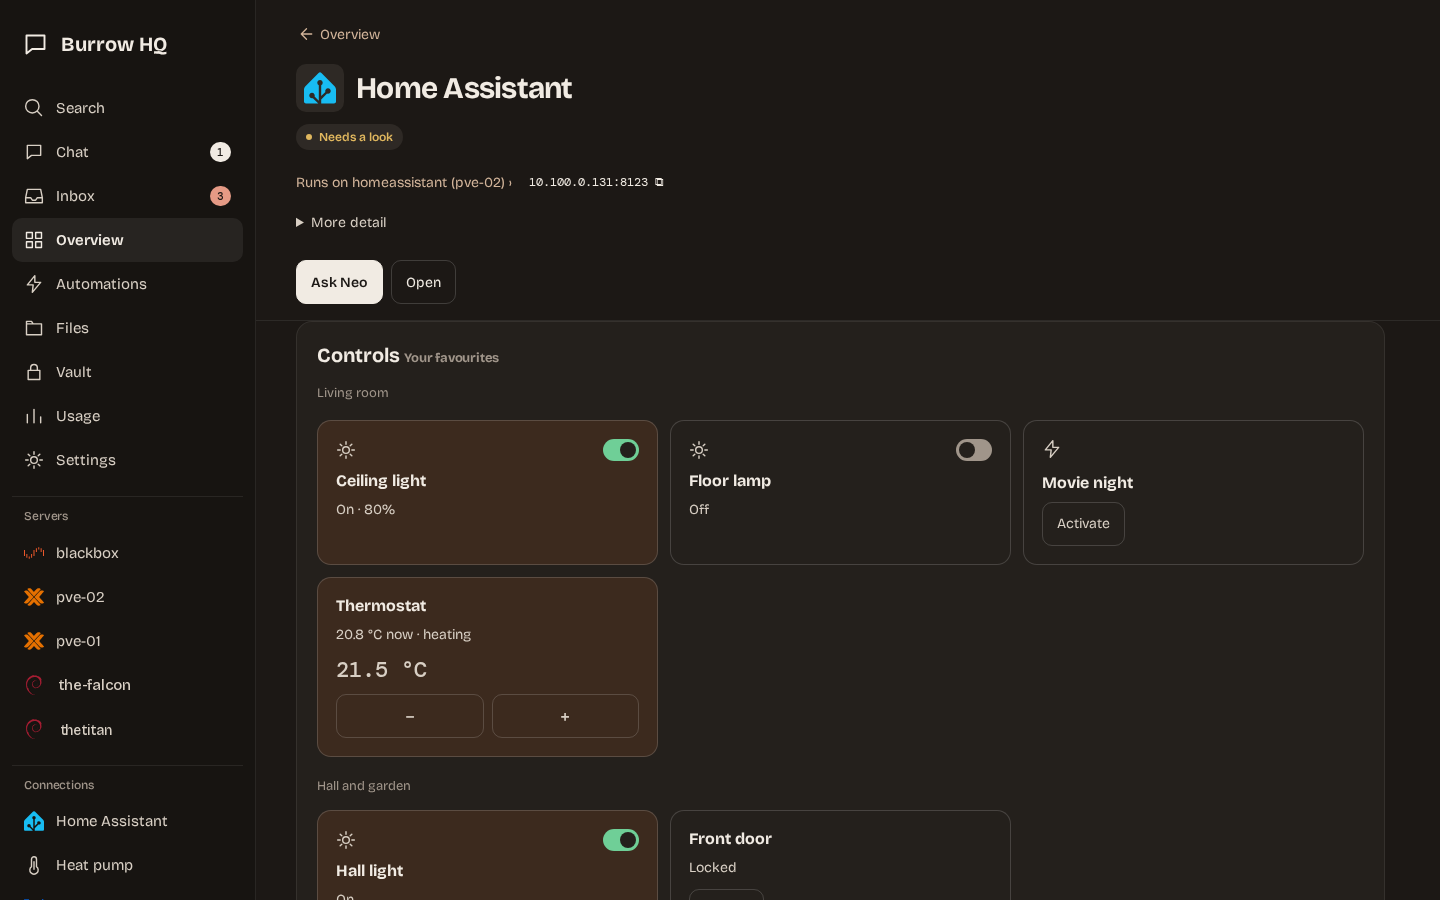 Burrow HQ
Search
Chat 1
Inbox 3
Overview
Automations
Files
Vault
Usage
Settings
Servers
blackbox
pve-02
pve-01
the-falcon
thetitan
Connections
Home Assistant
Heat pump
← Overview
Home Assistant
Needs a look
Runs on homeassistant (pve-02) › 10.100.0.131:8123
More detail
Ask Neo Open
Controls Your favourites
Living room
Ceiling light
On · 80%
Floor lamp
Off
Movie night
Activate
Thermostat
20.8 °C now · heating
21.5 °C
− +
Hall and garden
Hall light
On
Front door
Locked